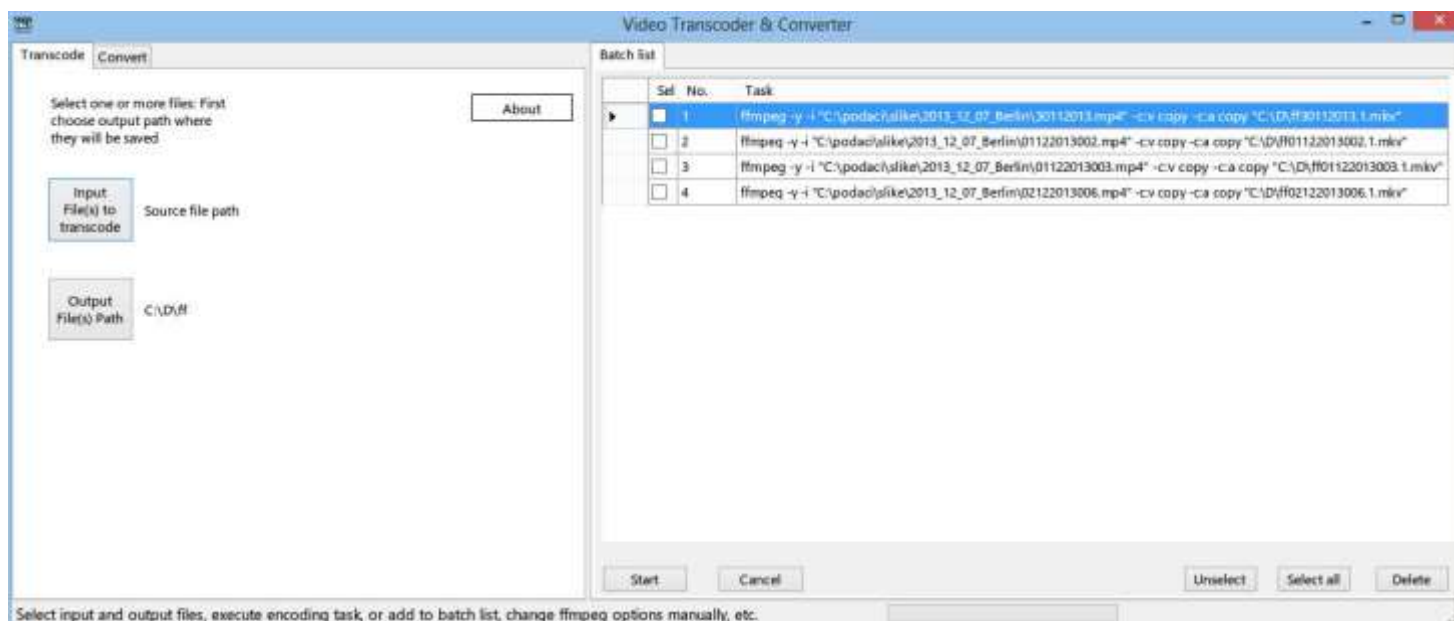 Video Transcoder & Converter
Transcode Convert
Select one or more files: First
choose output path where
they will be saved
About
Input
File(s) to
transcode
Source file path
Output
File(s) Path
C:\D\ff
Batch list
Sel No. Task
1 ffmpeg -y -i "C:\podaci\slike\2013_12_07_Berlin\30112013.mp4" -c:v copy -c:a copy "C:\D\ff30112013.1.mkv"
2 ffmpeg -y -i "C:\podaci\slike\2013_12_07_Berlin\01122013002.mp4" -c:v copy -c:a copy "C:\D\ff01122013002.1.mkv"
3 ffmpeg -y -i "C:\podaci\slike\2013_12_07_Berlin\01122013003.mp4" -c:v copy -c:a copy "C:\D\ff01122013003.1.mkv"
4 ffmpeg -y -i "C:\podaci\slike\2013_12_07_Berlin\02122013006.mp4" -c:v copy -c:a copy "C:\D\ff02122013006.1.mkv"
Start Cancel Unselect Select all Delete
Select input and output files, execute encoding task, or add to batch list, change ffmpeg options manually, etc.